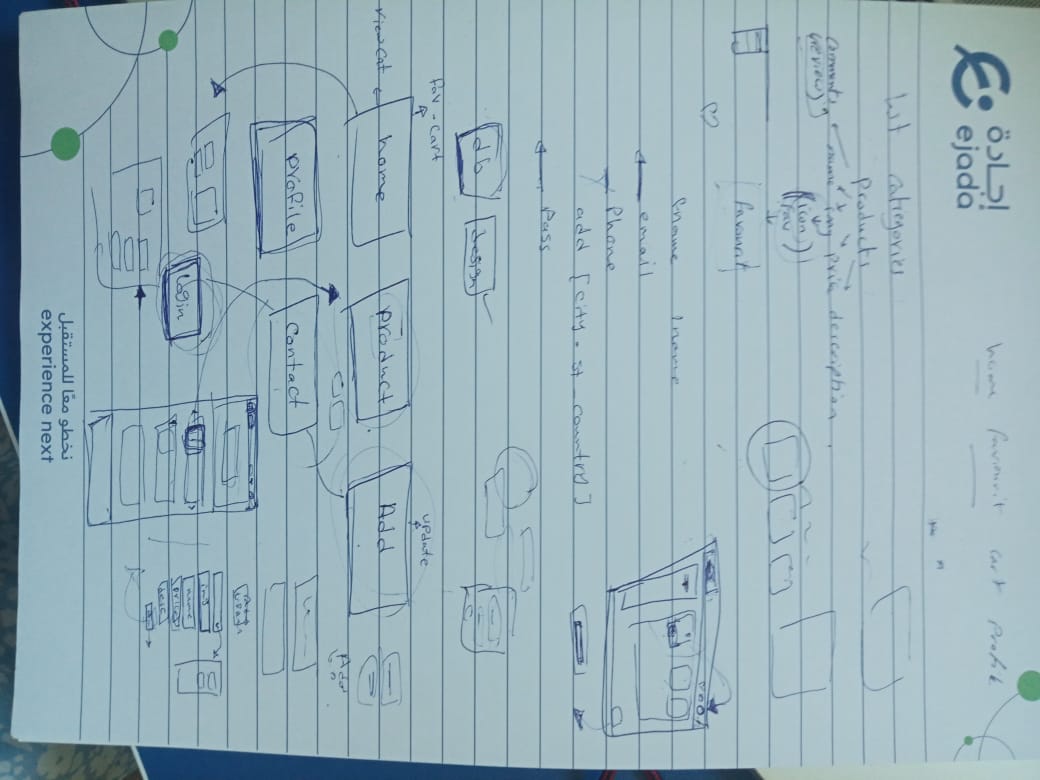 إجادة
ejada
home favourit cart profile
list categories
products
comments name img price description .
(review)
(icon
fav)
favourit
fname lname
email
Phone
add [city - st - country]
Pass
db design
fav - cart
update
view cat
home product Add
Add
profile contact
login
img
name
price
desc
نخطو معًا للمستقبل
experience next